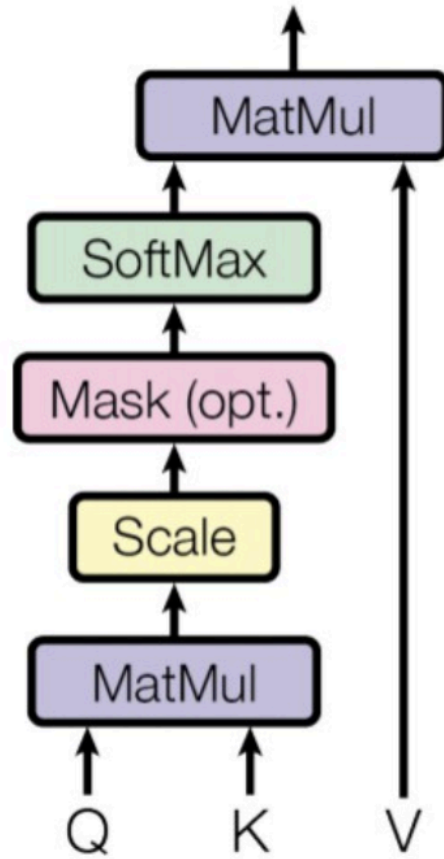 MatMul
SoftMax
Mask (opt.)
Scale
MatMul
Q K V